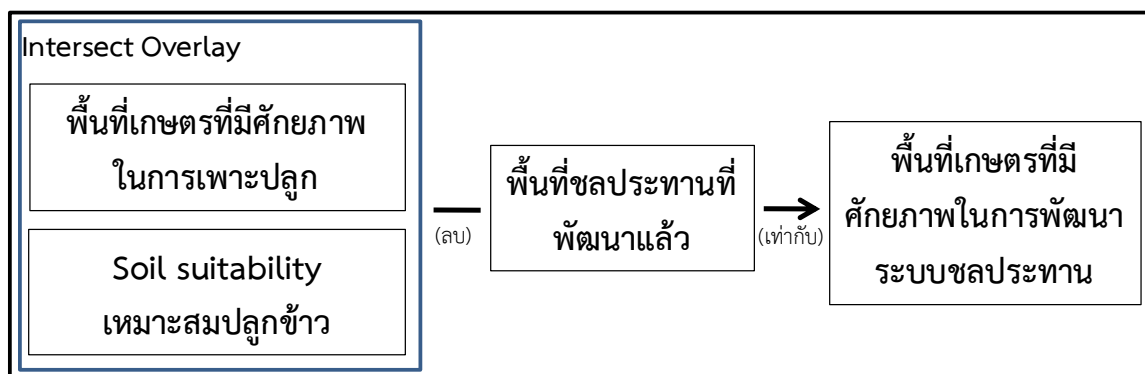 Intersect Overlay
พื้นที่เกษตรที่มีศักยภาพ
ในการเพาะปลูก
Soil suitability
เหมาะสมปลูกข้าว
(ลบ)
พื้นที่ชลประทานที่
พัฒนาแล้ว
(เท่ากับ)
พื้นที่เกษตรที่มี
ศักยภาพในการพัฒนา
ระบบชลประทาน